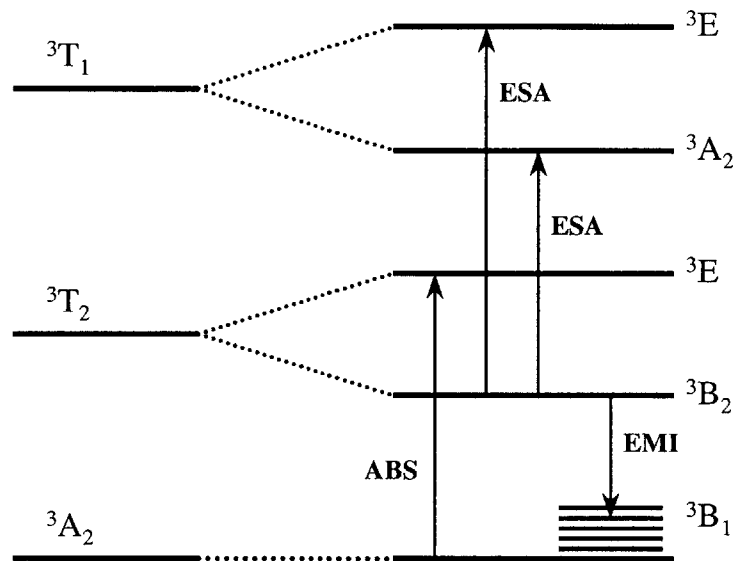 ³E
³T₁
ESA
³A₂
ESA
³E
³T₂
³B₂
EMI
ABS
³B₁
³A₂